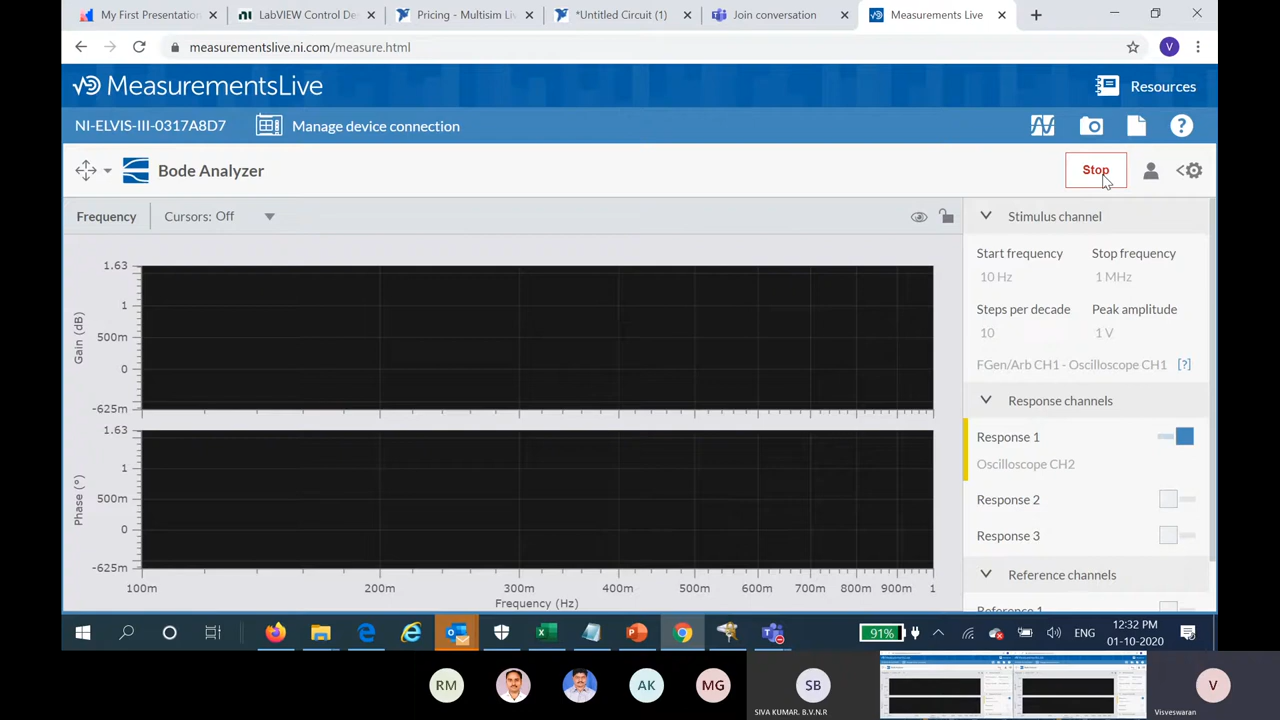 My First Presentation
LabVIEW Control De
Pricing - Multisim Liv
*Untitled Circuit (1)
Join conversation
Measurements Live
measurementslive.ni.com/measure.html
V
MeasurementsLive
Resources
NI-ELVIS-III-0317A8D7
Manage device connection
Bode Analyzer
Stop
Frequency
Cursors: Off
Stimulus channel
Start frequency
Stop frequency
10 Hz
1 MHz
Steps per decade
Peak amplitude
10
1 V
FGen/Arb CH1 - Oscilloscope CH1 [?]
Response channels
Response 1
Oscilloscope CH2
Response 2
Response 3
Reference channels
Reference 1
Gain (dB)
1.63
1
500m
0
-625m
Phase (°)
1.63
1
500m
0
-625m
100m
200m
300m
400m
500m
600m
700m
800m
900m
1
Frequency (Hz)
91%
ENG
12:32 PM
01-10-2020
M
AK
MG
SB
SIVA KUMAR. B.V.N.R
V
Visveswaran